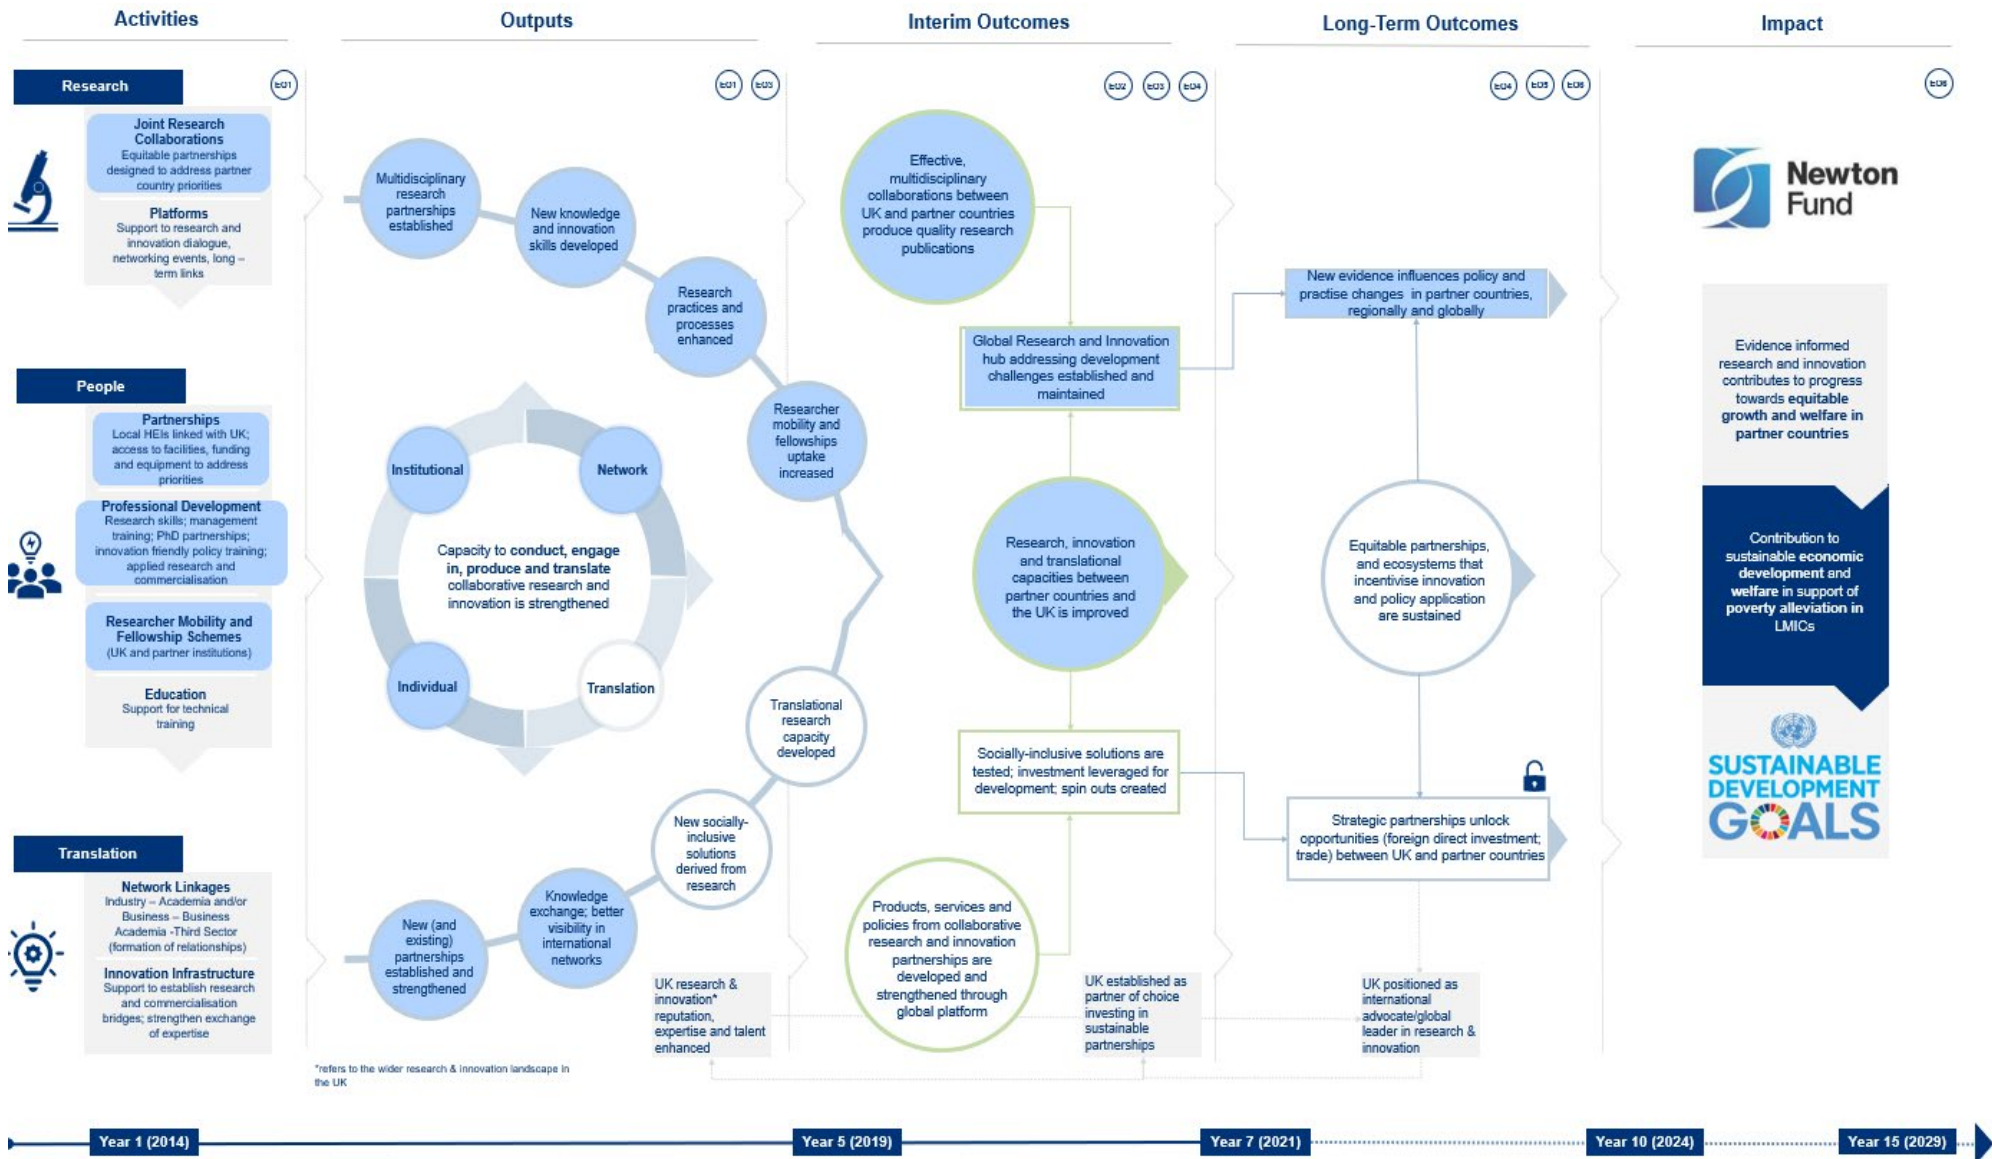 Activities
Outputs
Interim Outcomes
Long-Term Outcomes
Impact
Research
EO1
Joint Research
Collaborations
Equitable partnerships
designed to address partner
country priorities
Platforms
Support to research and
innovation dialogue,
networking events, long –
term links
People
Partnerships
Local HEIs linked with UK;
access to facilities, funding
and equipment to address
priorities
Professional Development
Research skills; management
training; PhD partnerships;
innovation friendly policy training;
applied research and
commercialisation
Researcher Mobility and
Fellowship Schemes
(UK and partner institutions)
Education
Support for technical
training
Translation
Network Linkages
Industry – Academia and/or
Business – Business
Academia -Third Sector
(formation of relationships)
Innovation Infrastructure
Support to establish research
and commercialisation
bridges; strengthen exchange
of expertise
EO1 EO3
Multidisciplinary
research
partnerships
established
New knowledge
and innovation
skills developed
Research
practices and
processes
enhanced
Researcher
mobility and
fellowships
uptake
increased
Institutional
Network
Capacity to conduct, engage
in, produce and translate
collaborative research and
innovation is strengthened
Individual
Translation
Translational
research
capacity
developed
New socially-
inclusive
solutions
derived from
research
Knowledge
exchange; better
visibility in
international
networks
New (and
existing)
partnerships
established and
strengthened
UK research &
innovation*
reputation,
expertise and talent
enhanced
*refers to the wider research & innovation landscape in
the UK
EO2 EO3 EO4
Effective,
multidisciplinary
collaborations between
UK and partner countries
produce quality research
publications
Global Research and Innovation
hub addressing development
challenges established and
maintained
Research, innovation
and translational
capacities between
partner countries and
the UK is improved
Socially-inclusive solutions are
tested; investment leveraged for
development; spin outs created
Products, services and
policies from collaborative
research and innovation
partnerships are
developed and
strengthened through
global platform
UK established as
partner of choice
investing in
sustainable
partnerships
EO4 EO5 EO6
New evidence influences policy and
practise changes in partner countries,
regionally and globally
Equitable partnerships,
and ecosystems that
incentivise innovation
and policy application
are sustained
Strategic partnerships unlock
opportunities (foreign direct investment;
trade) between UK and partner countries
UK positioned as
international
advocate/global
leader in research &
innovation
EO6
Newton
Fund
Evidence informed
research and innovation
contributes to progress
towards equitable
growth and welfare in
partner countries
Contribution to
sustainable economic
development and
welfare in support of
poverty alleviation in
LMICs
SUSTAINABLE
DEVELOPMENT
GOALS
Year 1 (2014)
Year 5 (2019)
Year 7 (2021)
Year 10 (2024)
Year 15 (2029)